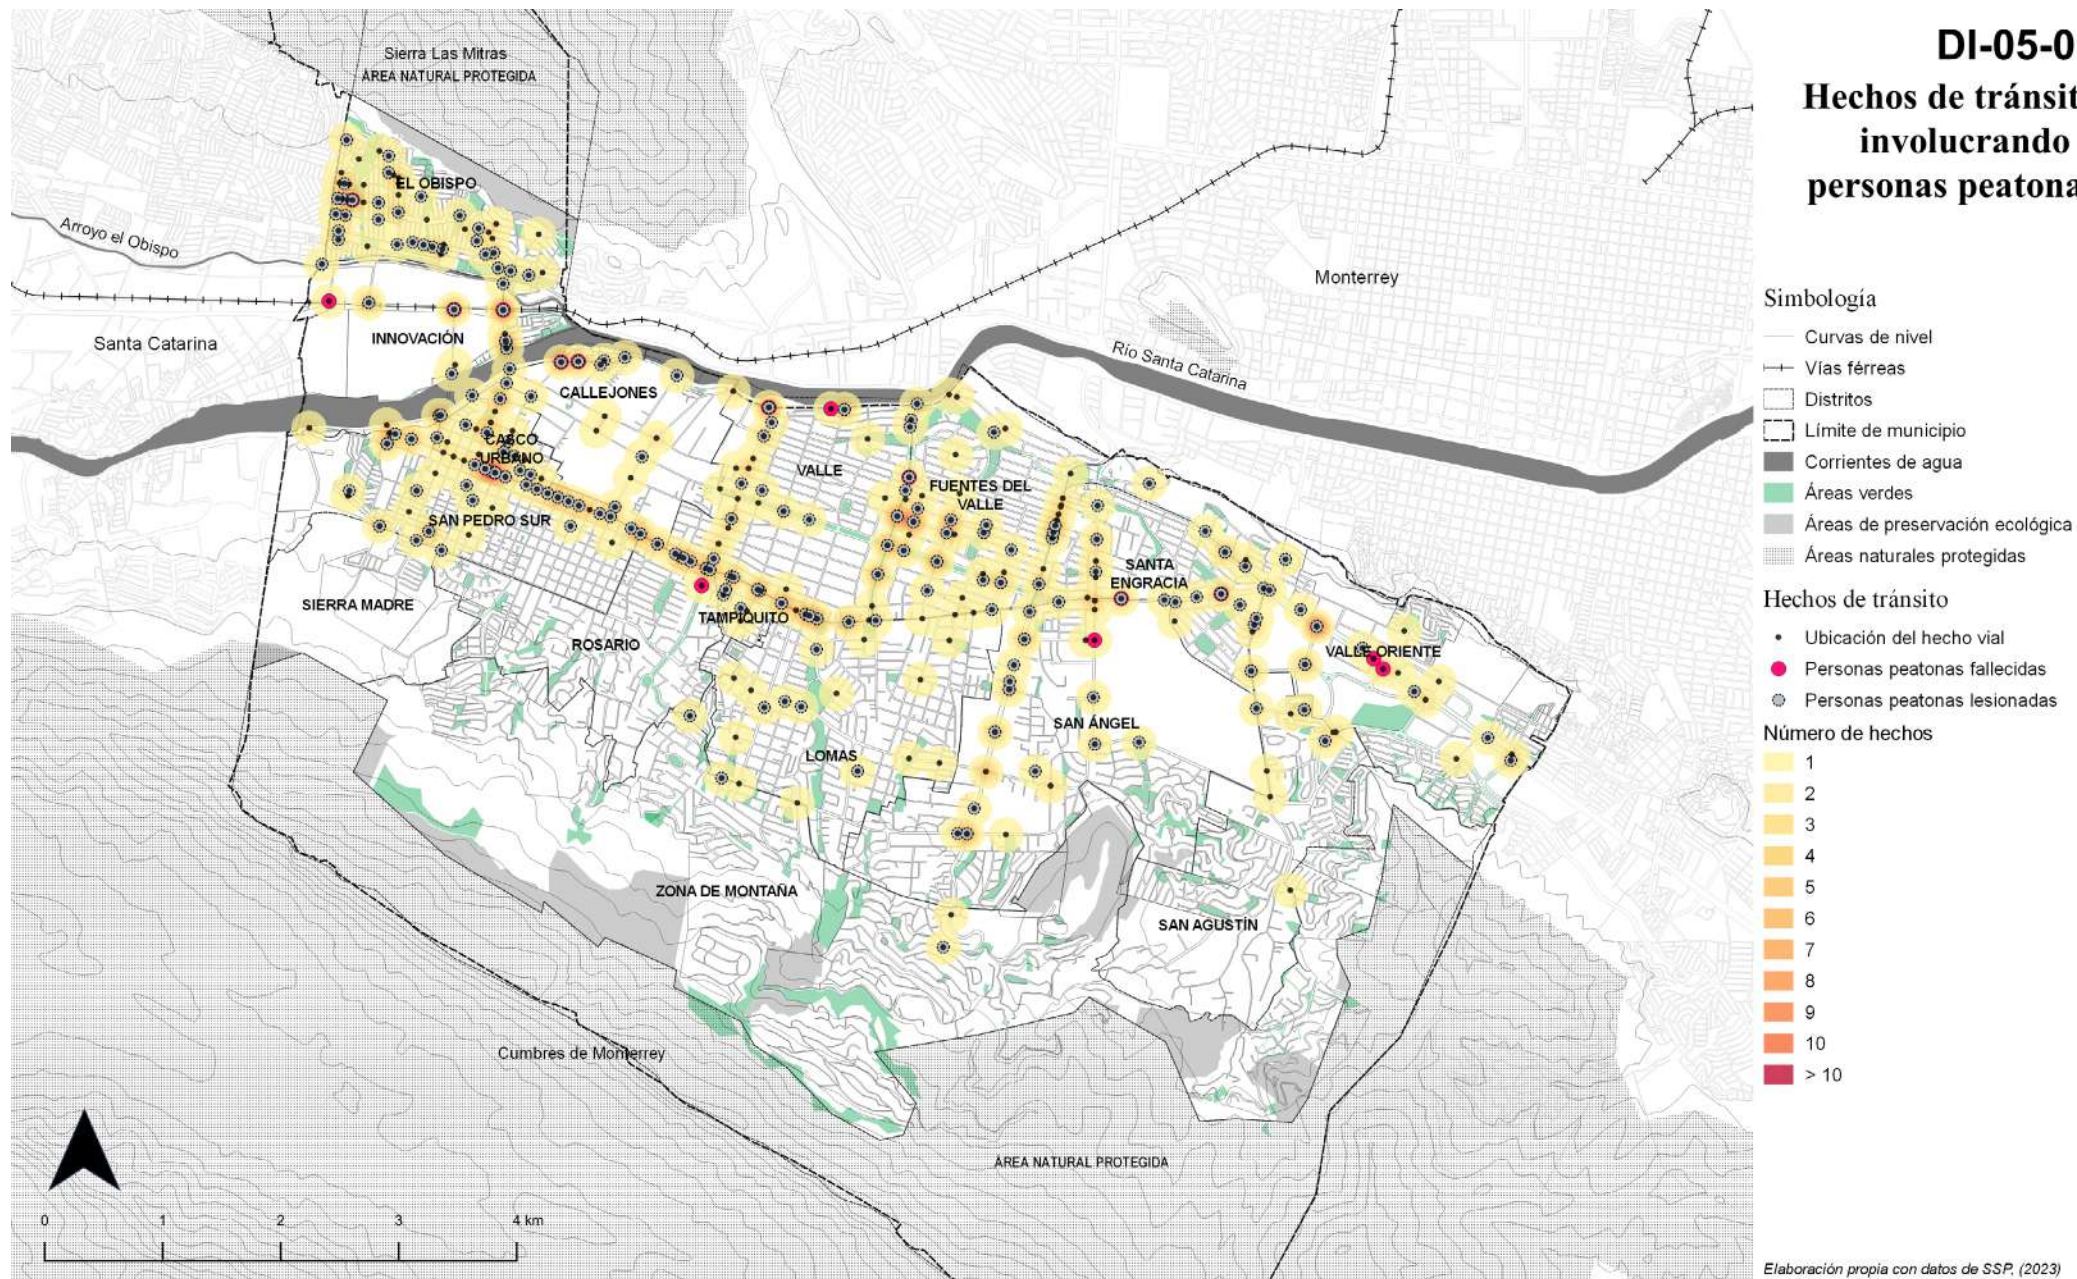 DI-05-0
Hechos de tránsit
involucrando
personas peatona
Sierra Las Mitras
ÁREA NATURAL PROTEGIDA
EL OBISPO
Arroyo el Obispo
Monterrey
Santa Catarina
INNOVACIÓN
Río Santa Catarina
CALLEJONES
CASCO
URBANO
VALLE
FUENTES DEL
VALLE
SAN PEDRO SUR
SANTA
ENGRACIA
SIERRA MADRE
TAMPIQUITO
ROSARIO
VALLE ORIENTE
SAN ÁNGEL
LOMAS
ZONA DE MONTAÑA
SAN AGUSTÍN
Cumbres de Monterrey
ÁREA NATURAL PROTEGIDA
0 1 2 3 4 km
Simbología
Curvas de nivel
Vías férreas
Distritos
Límite de municipio
Corrientes de agua
Áreas verdes
Áreas de preservación ecológica
Áreas naturales protegidas
Hechos de tránsito
Ubicación del hecho vial
Personas peatonas fallecidas
Personas peatonas lesionadas
Número de hechos
1
2
3
4
5
6
7
8
9
10
> 10
Elaboración propia con datos de SSP. (2023)